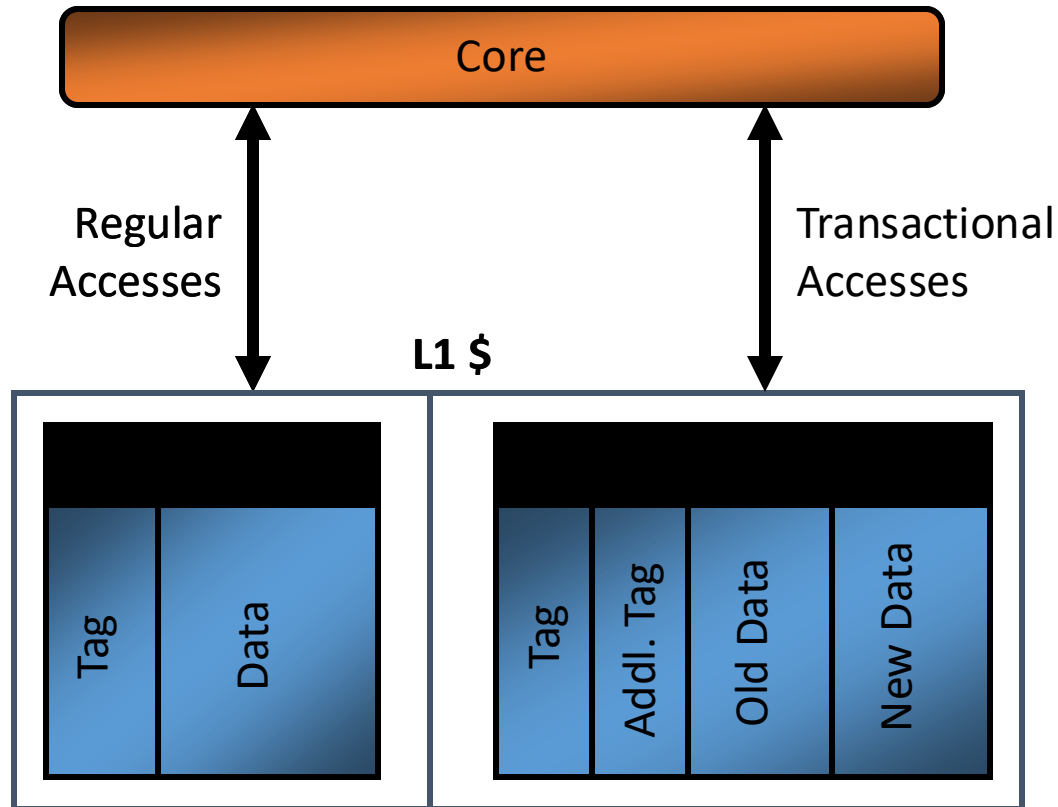 Core
Regular
Accesses
Transactional
Accesses
L1 $
Tag
Data
Tag
Addl. Tag
Old Data
New Data